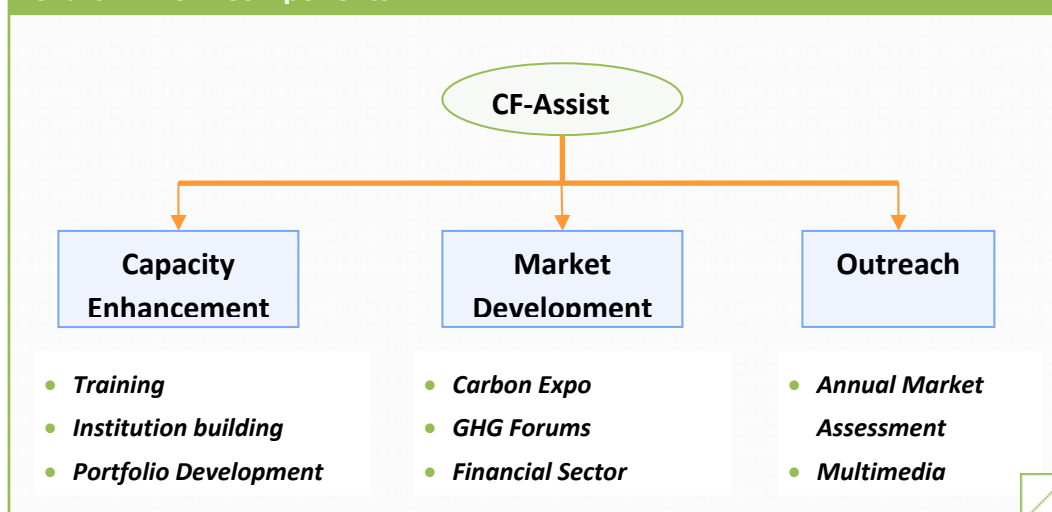 CF-Assist
Capacity
Enhancement
Market
Development
Outreach
• Training
• Institution building
• Portfolio Development
• Carbon Expo
• GHG Forums
• Financial Sector
• Annual Market
Assessment
• Multimedia